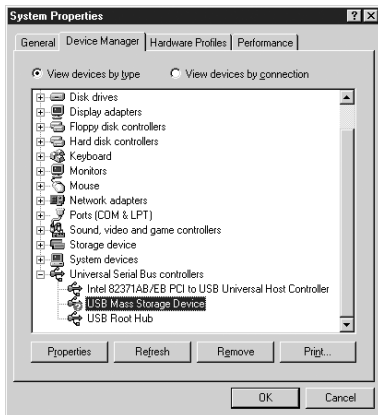 System Properties
General Device Manager Hardware Profiles Performance
View devices by type View devices by connection
Disk drives
Display adapters
Floppy disk controllers
Hard disk controllers
Keyboard
Monitors
Mouse
Network adapters
Ports (COM & LPT)
Sound, video and game controllers
Storage device
System devices
Universal Serial Bus controllers
Intel 82371AB/EB PCI to USB Universal Host Controller
USB Mass Storage Device
USB Root Hub
Properties Refresh Remove Print...
OK Cancel